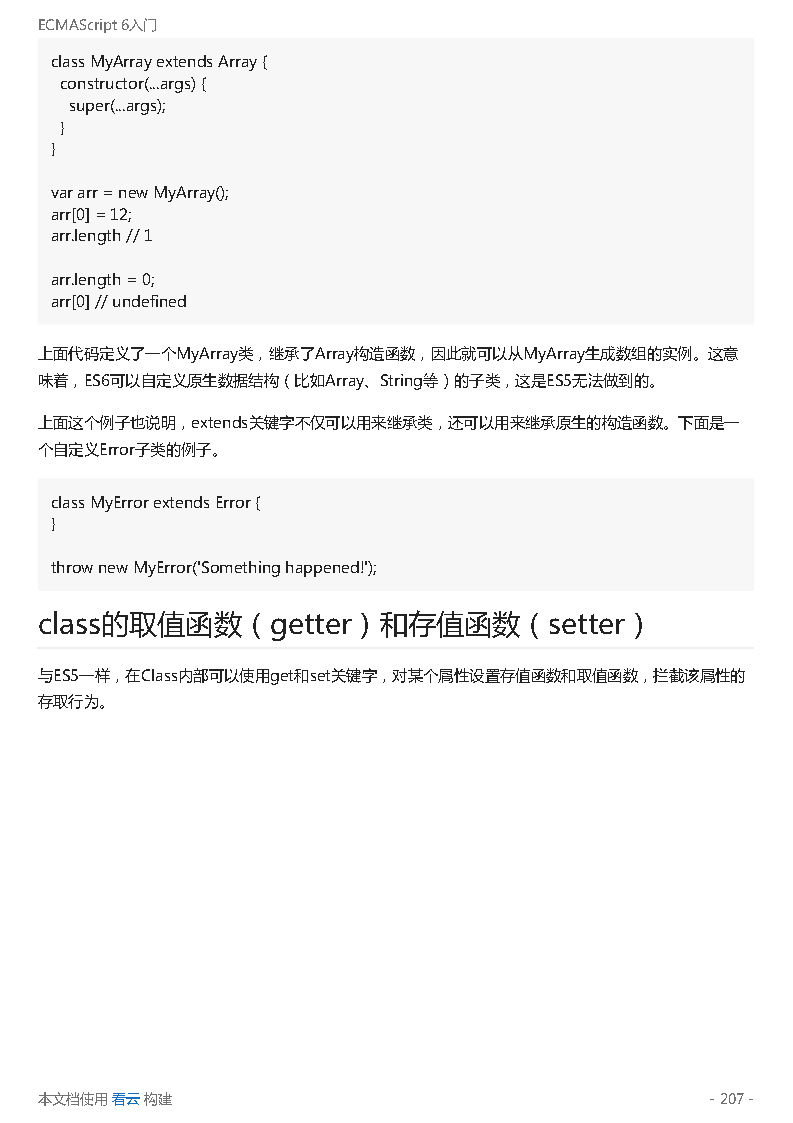 ECMAScript 6入门
class MyArray extends Array {
  constructor(...args) {
    super(...args);
  }
}

var arr = new MyArray();
arr[0] = 12;
arr.length // 1

arr.length = 0;
arr[0] // undefined
上面代码定义了一个MyArray类，继承了Array构造函数，因此就可以从MyArray生成数组的实例。这意
味着，ES6可以自定义原生数据结构（比如Array、String等）的子类，这是ES5无法做到的。
上面这个例子也说明，extends关键字不仅可以用来继承类，还可以用来继承原生的构造函数。下面是一
个自定义Error子类的例子。
class MyError extends Error {
}

throw new MyError('Something happened!');
class的取值函数（getter）和存值函数（setter）
与ES5一样，在Class内部可以使用get和set关键字，对某个属性设置存值函数和取值函数，拦截该属性的
存取行为。
本文档使用 看云 构建
- 207 -